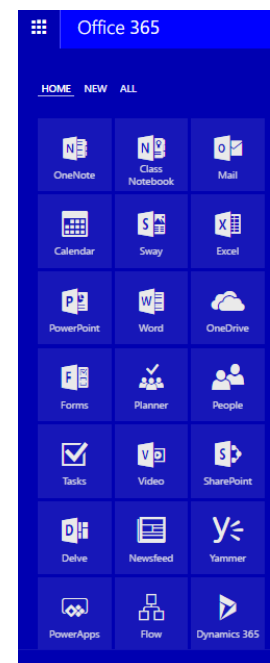 Office 365
HOME NEW ALL
N
OneNote
N
Class
Notebook
O
Mail
Calendar
S
Sway
X
Excel
P
PowerPoint
W
Word
OneDrive
F
Forms
Planner
People
Tasks
V
Video
S
SharePoint
D
Delve
Newsfeed
Y
Yammer
PowerApps
Flow
Dynamics 365